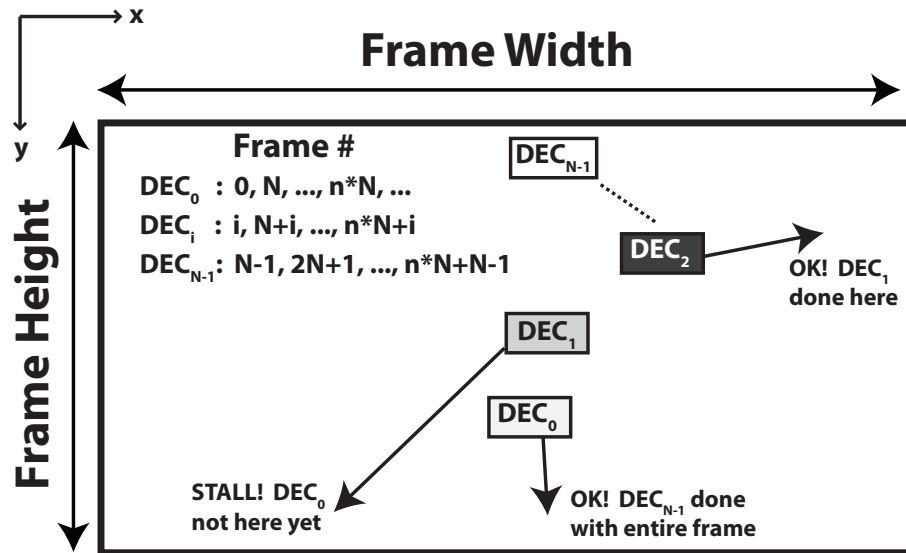 x
Frame Width
y
Frame Height
Frame #
DEC0 : 0, N, ..., n*N, ...
DECi : i, N+i, ..., n*N+i
DECN-1 : N-1, 2N+1, ..., n*N+N-1
DECN-1
DEC2
OK! DEC1
done here
DEC1
DEC0
STALL! DEC0
not here yet
OK! DECN-1 done
with entire frame